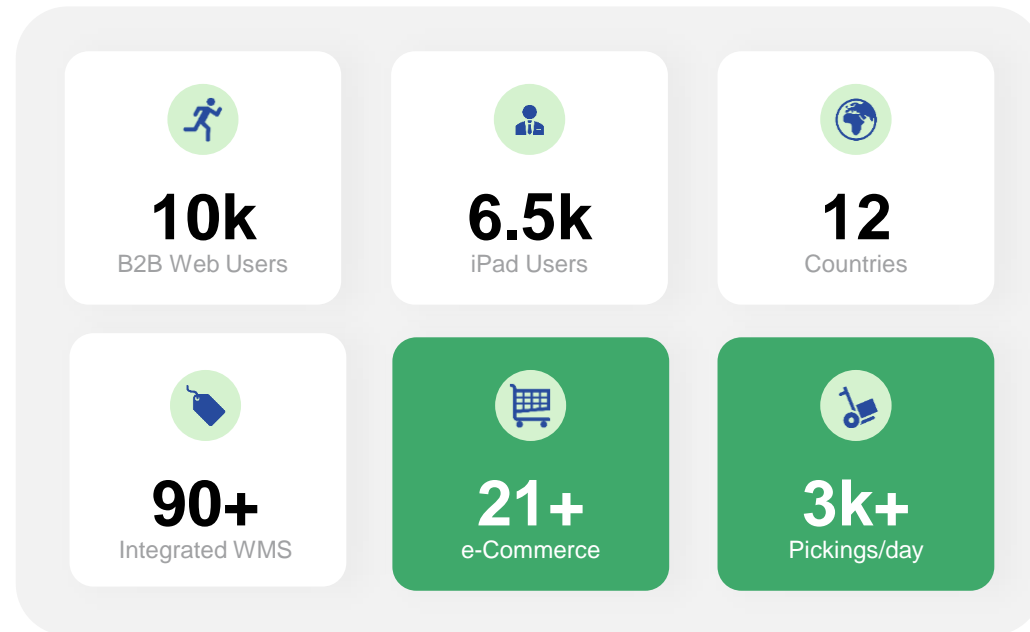 10k
B2B Web Users
6.5k
iPad Users
12
Countries
90+
Integrated WMS
21+
e-Commerce
3k+
Pickings/day